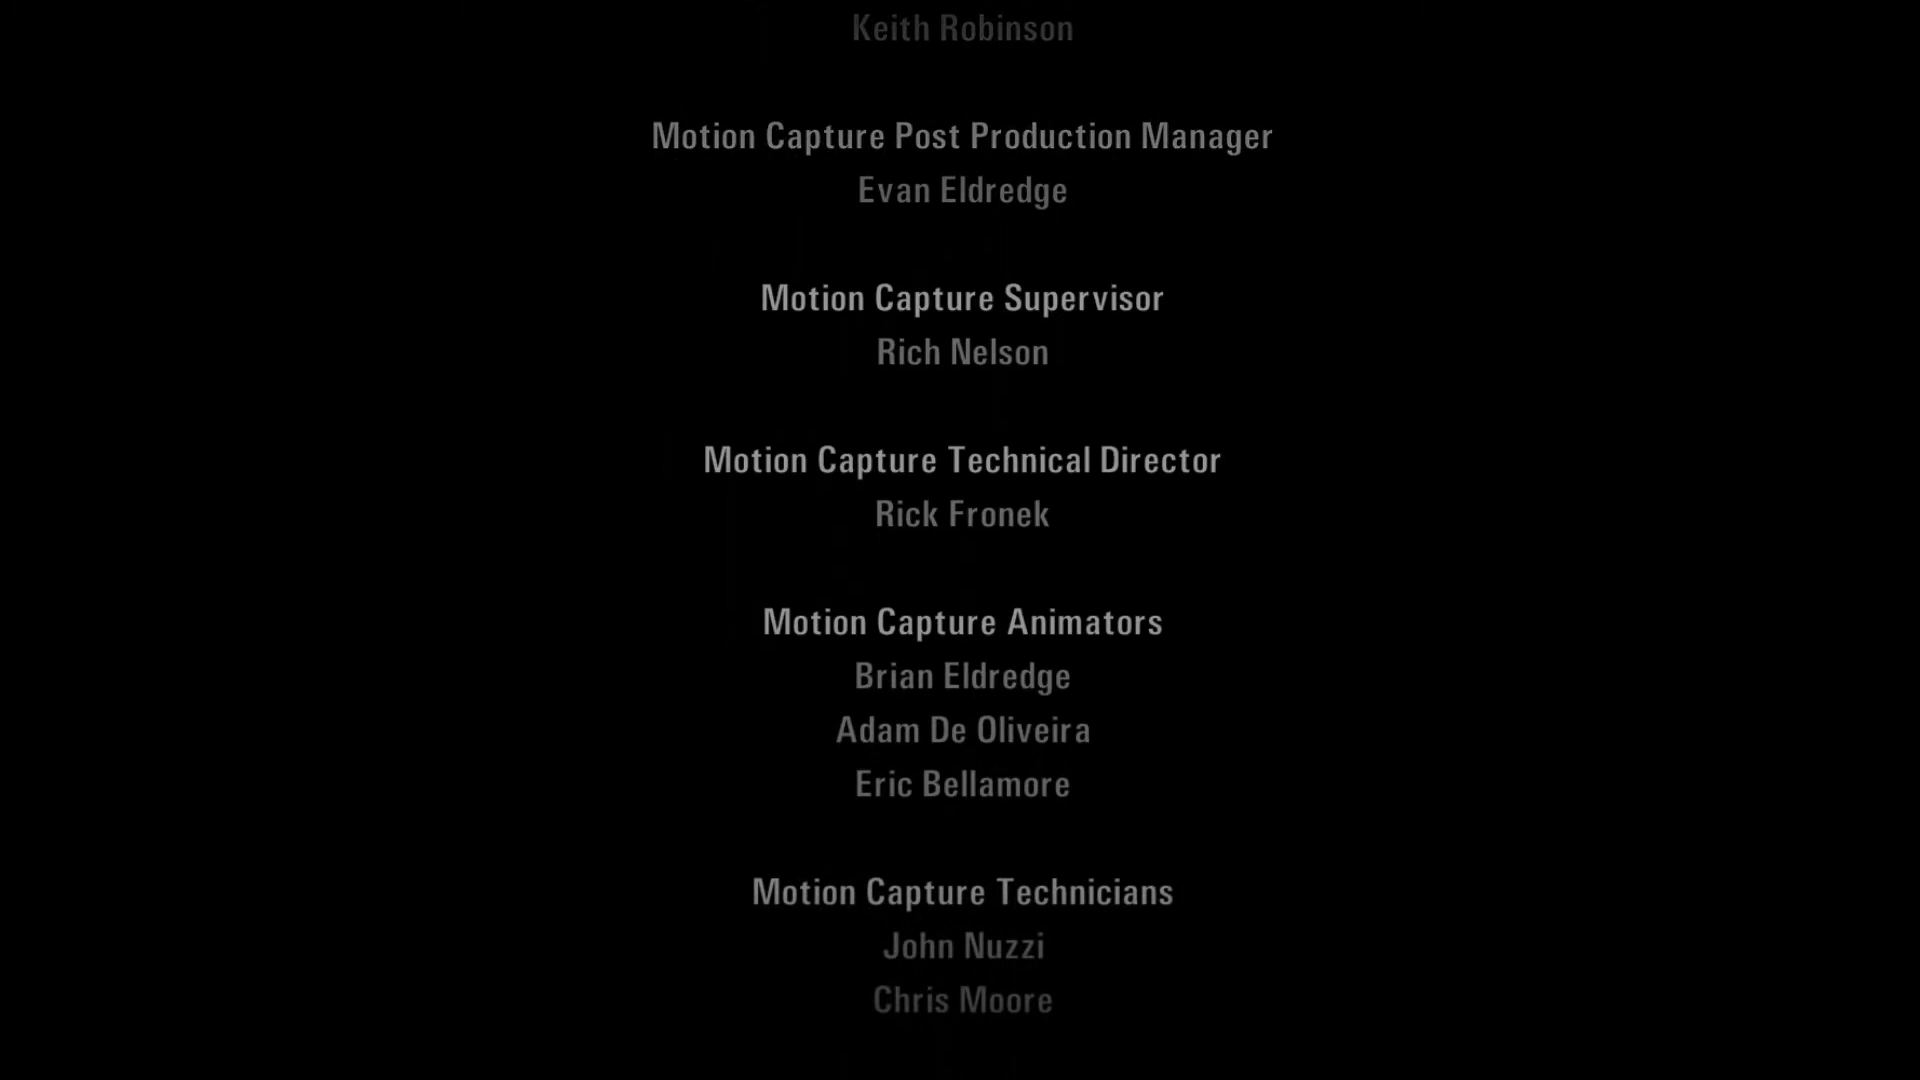 Keith Robinson
Motion Capture Post Production Manager
Evan Eldredge
Motion Capture Supervisor
Rich Nelson
Motion Capture Technical Director
Rick Fronek
Motion Capture Animators
Brian Eldredge
Adam De Oliveira
Eric Bellamore
Motion Capture Technicians
John Nuzzi
Chris Moore